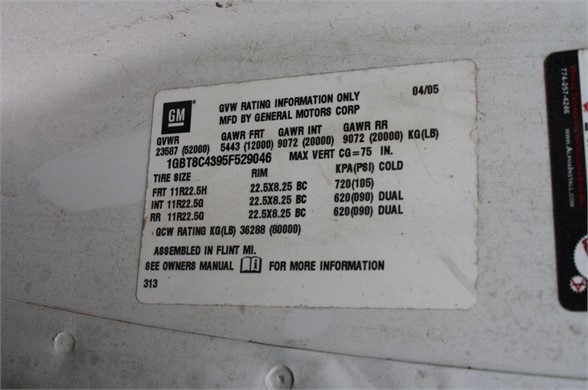 GM
GVW RATING INFORMATION ONLY 04/05
MFD BY GENERAL MOTORS CORP
GVWR GAWR FRT GAWR INT GAWR RR
23587 (52000) 5443 (12000) 9072 (20000) 9072 (20000) KG(LB)
1GBT8C4395F529046 MAX VERT CG=75 IN.
TIRE SIZE RIM KPA(PSI) COLD
FRT 11R22.5H 22.5X8.25 BC 720(105)
INT 11R22.5G 22.5X8.25 BC 620(090) DUAL
RR 11R22.5G 22.5X8.25 BC 620(090) DUAL
GCW RATING KG(LB) 36288 (80000)
ASSEMBLED IN FLINT MI.
SEE OWNERS MANUAL FOR MORE INFORMATION
313
774-257-4246